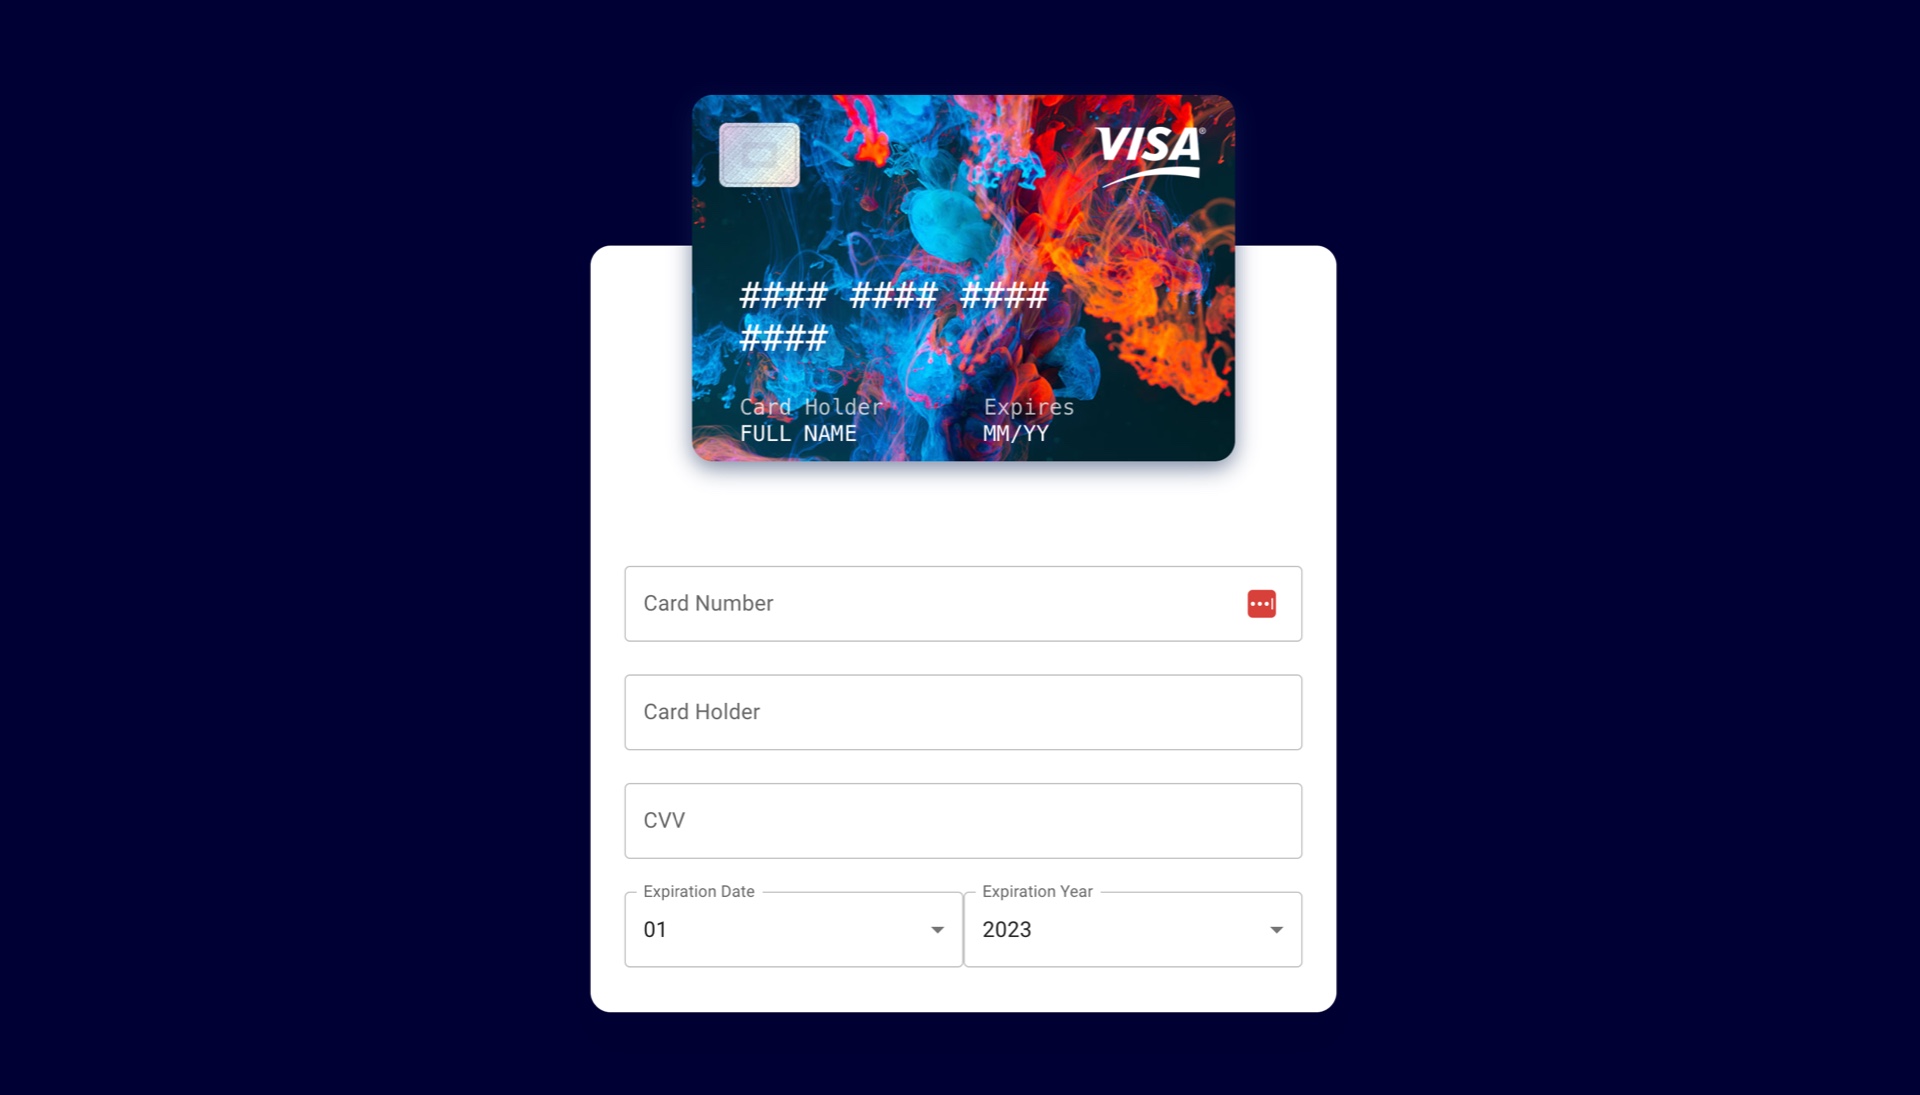 VISA®
#### #### ####
####
Card Holder Expires
FULL NAME MM/YY
Card Number
Card Holder
CVV
Expiration Date Expiration Year
01 2023